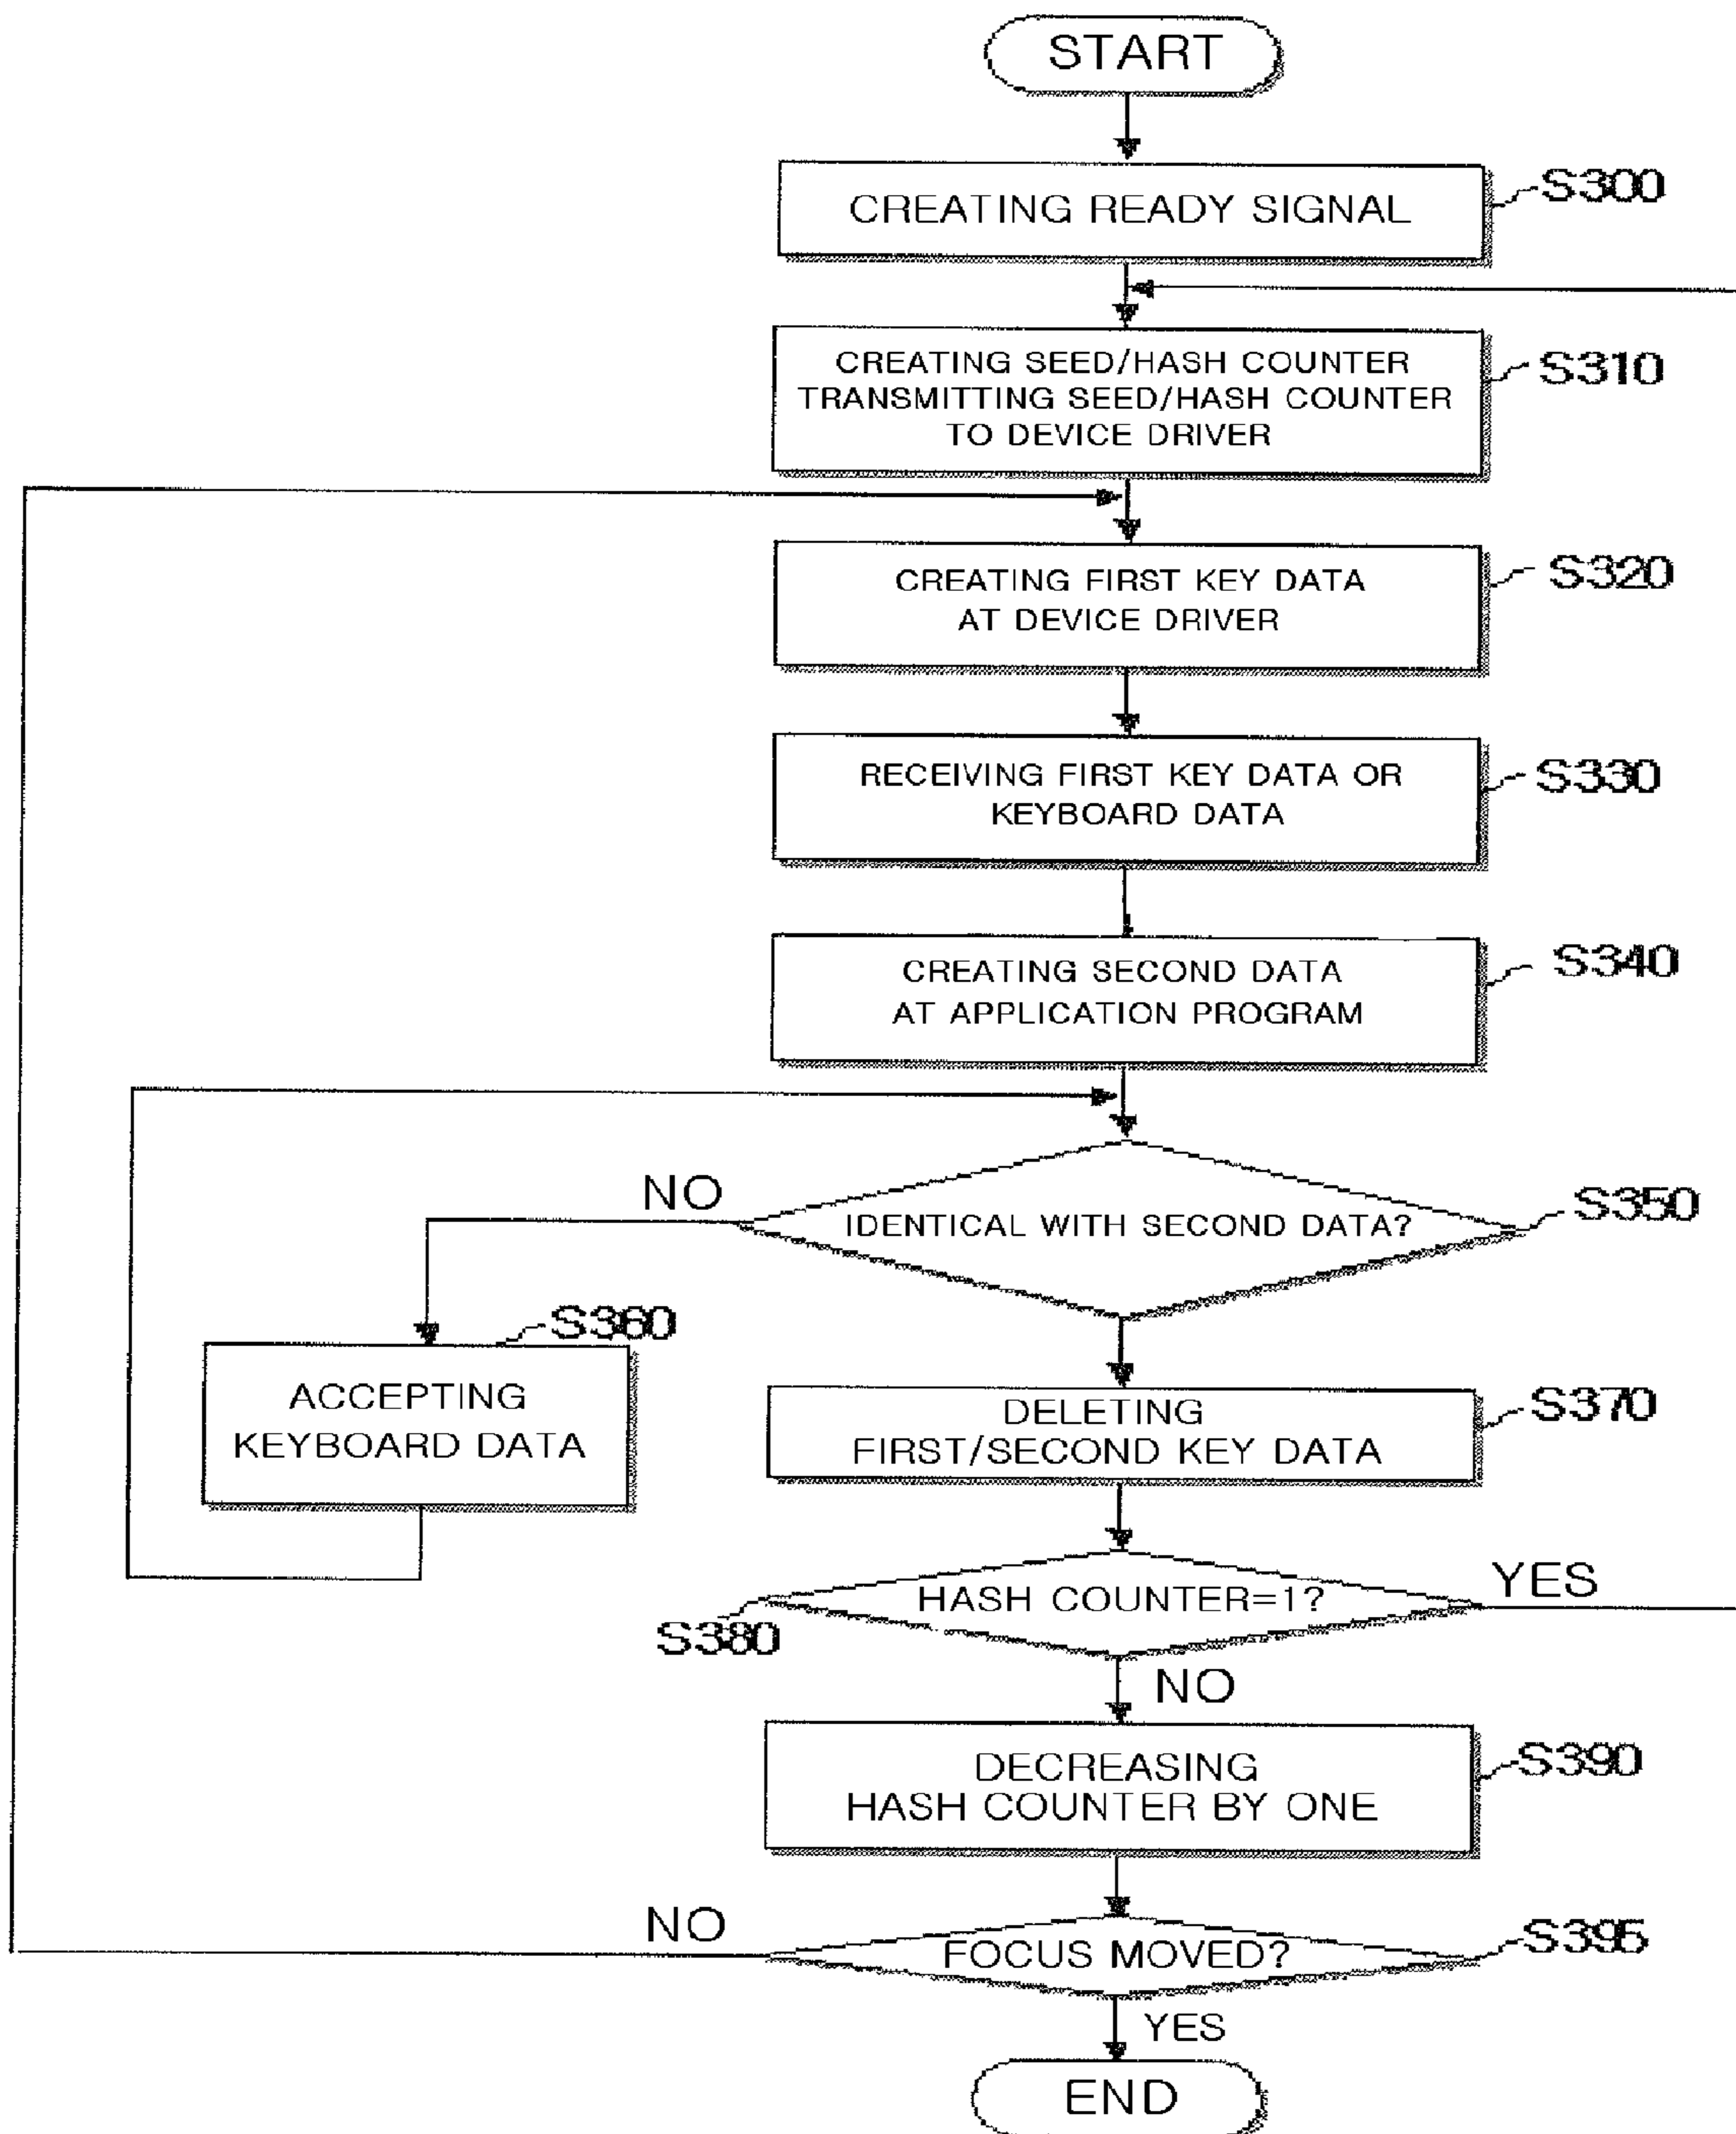 START
CREATING READY SIGNAL
S300
CREATING SEED/HASH COUNTER
TRANSMITTING SEED/HASH COUNTER
TO DEVICE DRIVER
S310
CREATING FIRST KEY DATA
AT DEVICE DRIVER
S320
RECEIVING FIRST KEY DATA OR
KEYBOARD DATA
S330
CREATING SECOND DATA
AT APPLICATION PROGRAM
S340
NO
IDENTICAL WITH SECOND DATA?
S350
S360
ACCEPTING
KEYBOARD DATA
DELETING
FIRST/SECOND KEY DATA
S370
HASH COUNTER=1?
YES
S380
NO
DECREASING
HASH COUNTER BY ONE
S390
NO
FOCUS MOVED?
S395
YES
END